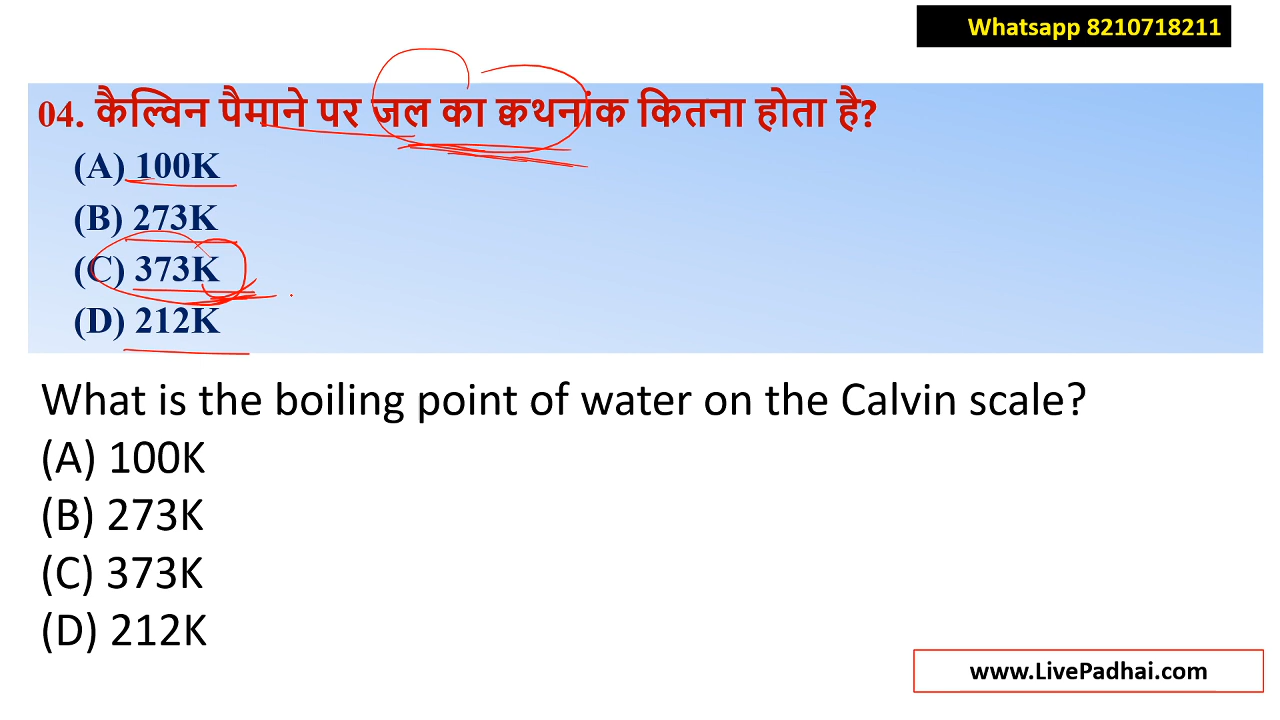 Whatsapp 8210718211
04. कैल्विन पैमाने पर जल का क्वथनांक कितना होता है?
(A) 100K
(B) 273K
(C) 373K
(D) 212K
What is the boiling point of water on the Calvin scale?
(A) 100K
(B) 273K
(C) 373K
(D) 212K
www.LivePadhai.com